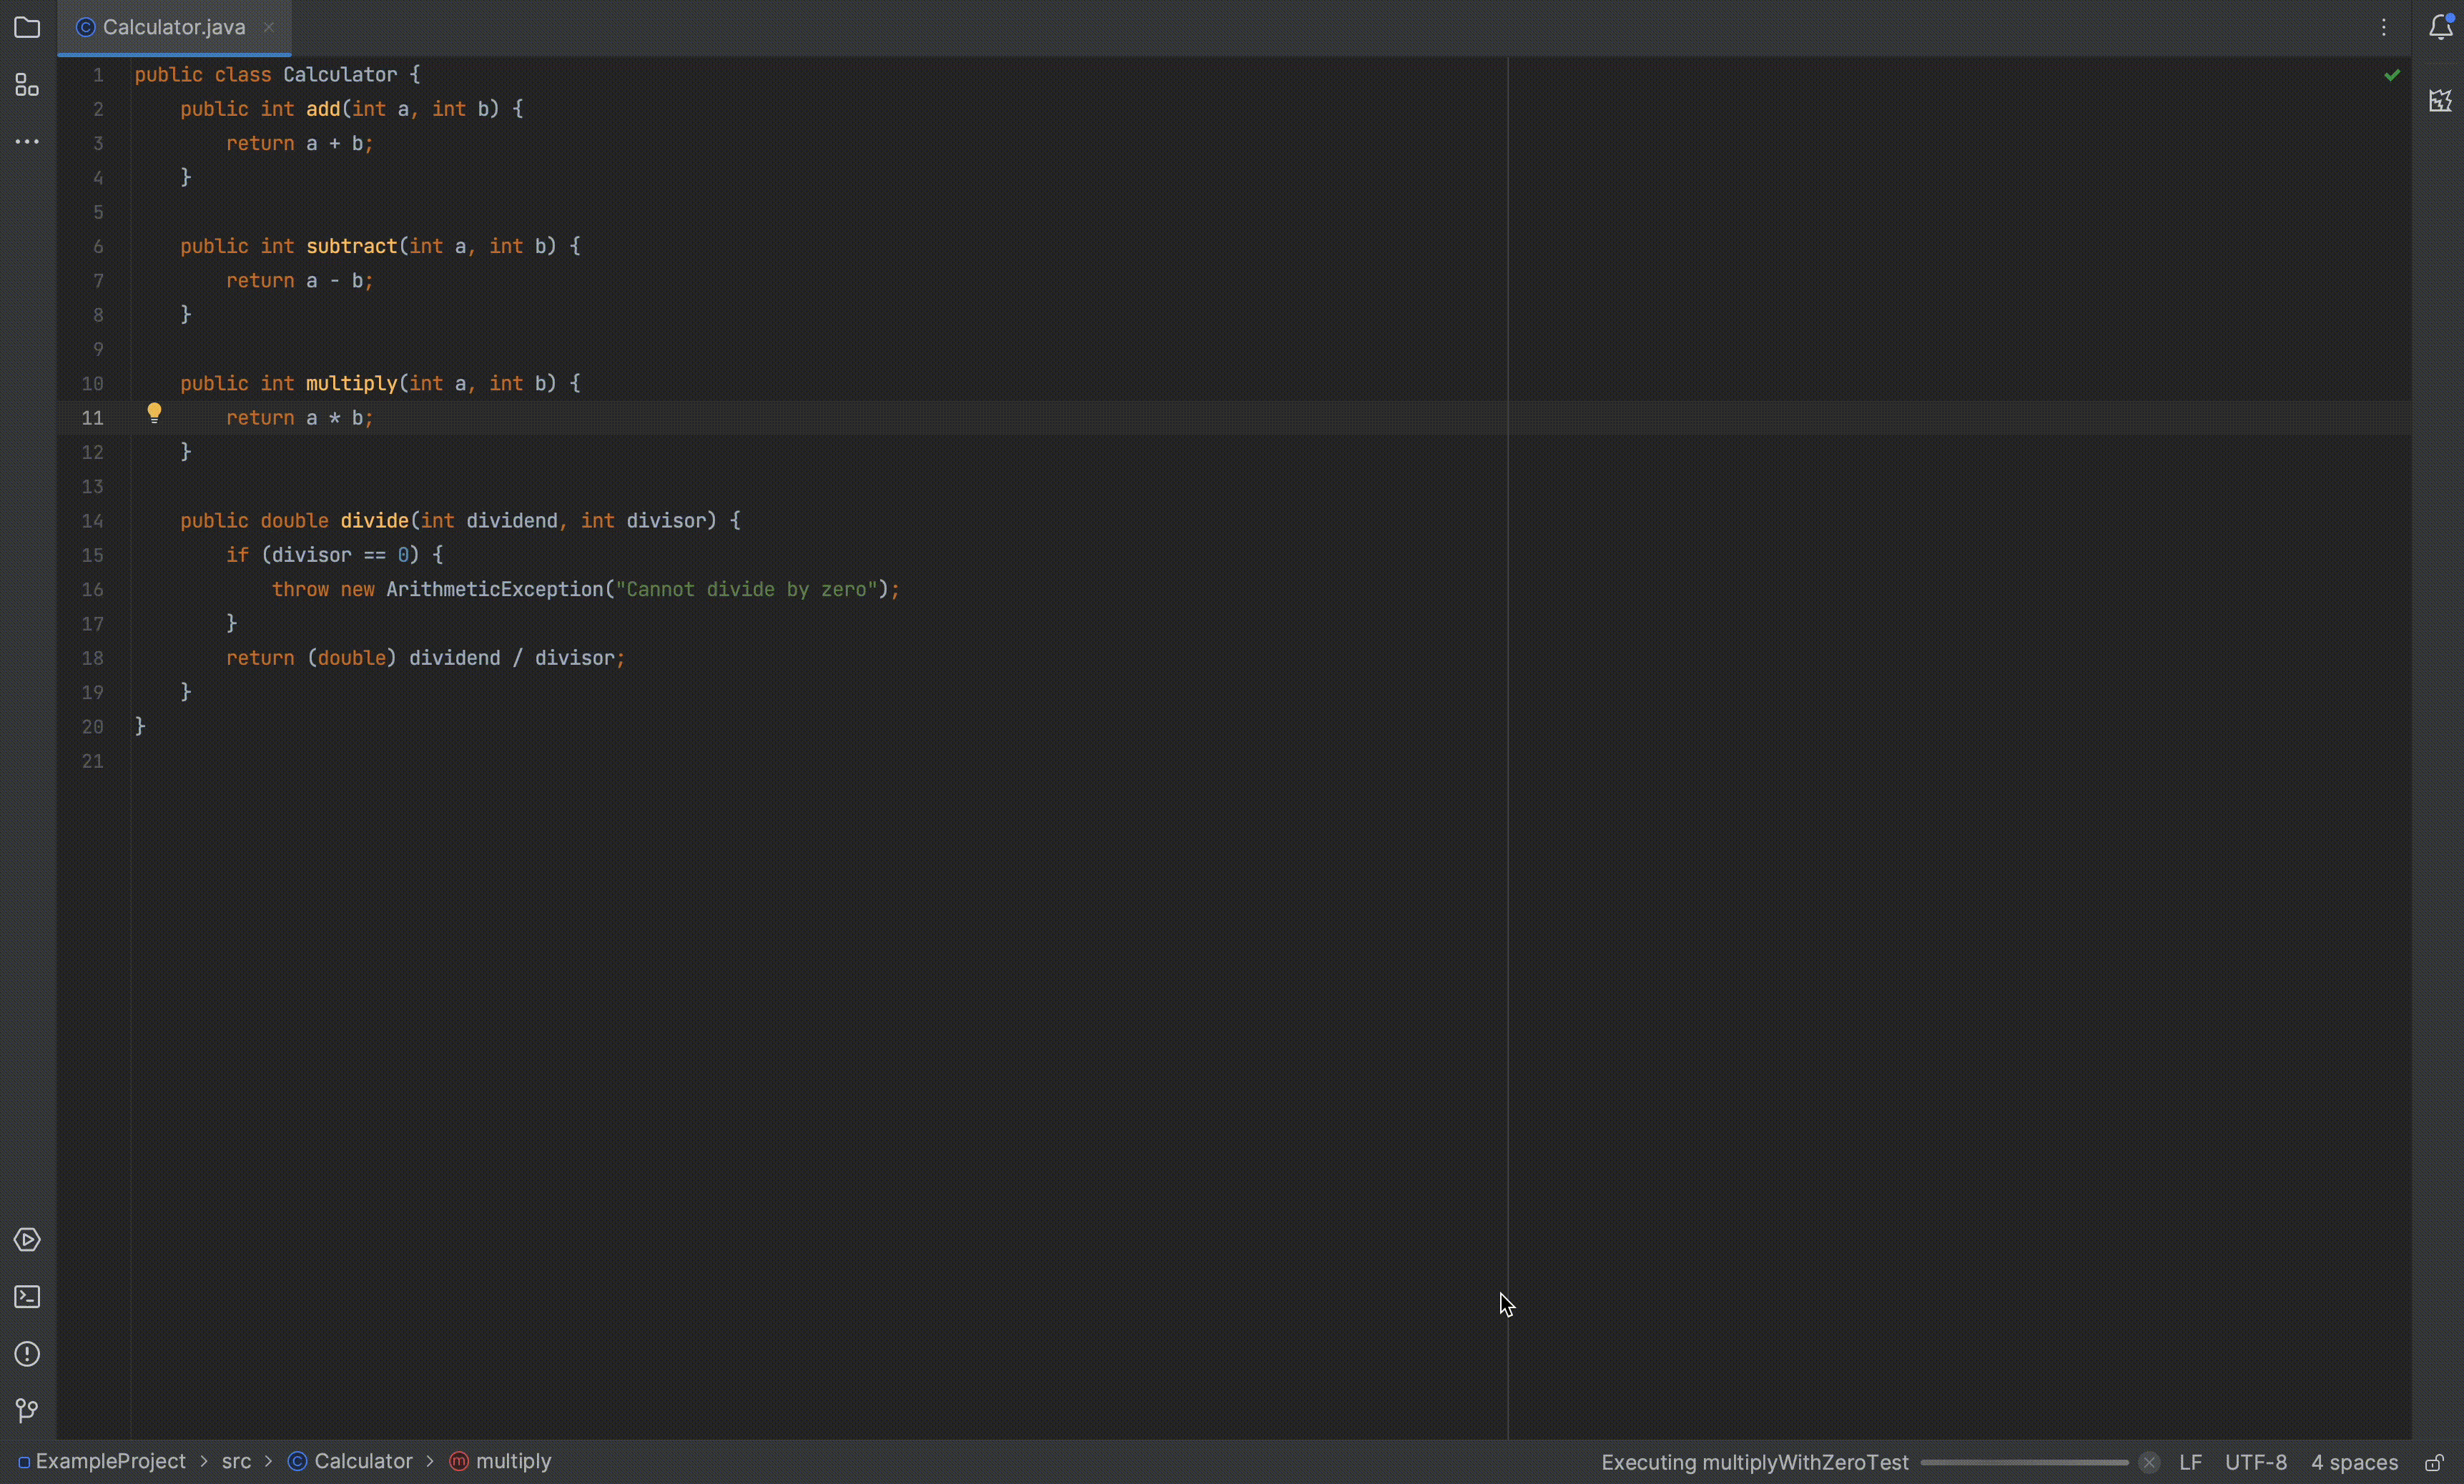 Calculator.java
1 public class Calculator {
2     public int add(int a, int b) {
3         return a + b;
4     }
5
6     public int subtract(int a, int b) {
7         return a - b;
8     }
9
10     public int multiply(int a, int b) {
11         return a * b;
12     }
13
14     public double divide(int dividend, int divisor) {
15         if (divisor == 0) {
16             throw new ArithmeticException("Cannot divide by zero");
17         }
18         return (double) dividend / divisor;
19     }
20 }
21
ExampleProject > src > Calculator > multiply Executing multiplyWithZeroTest LF UTF-8 4 spaces